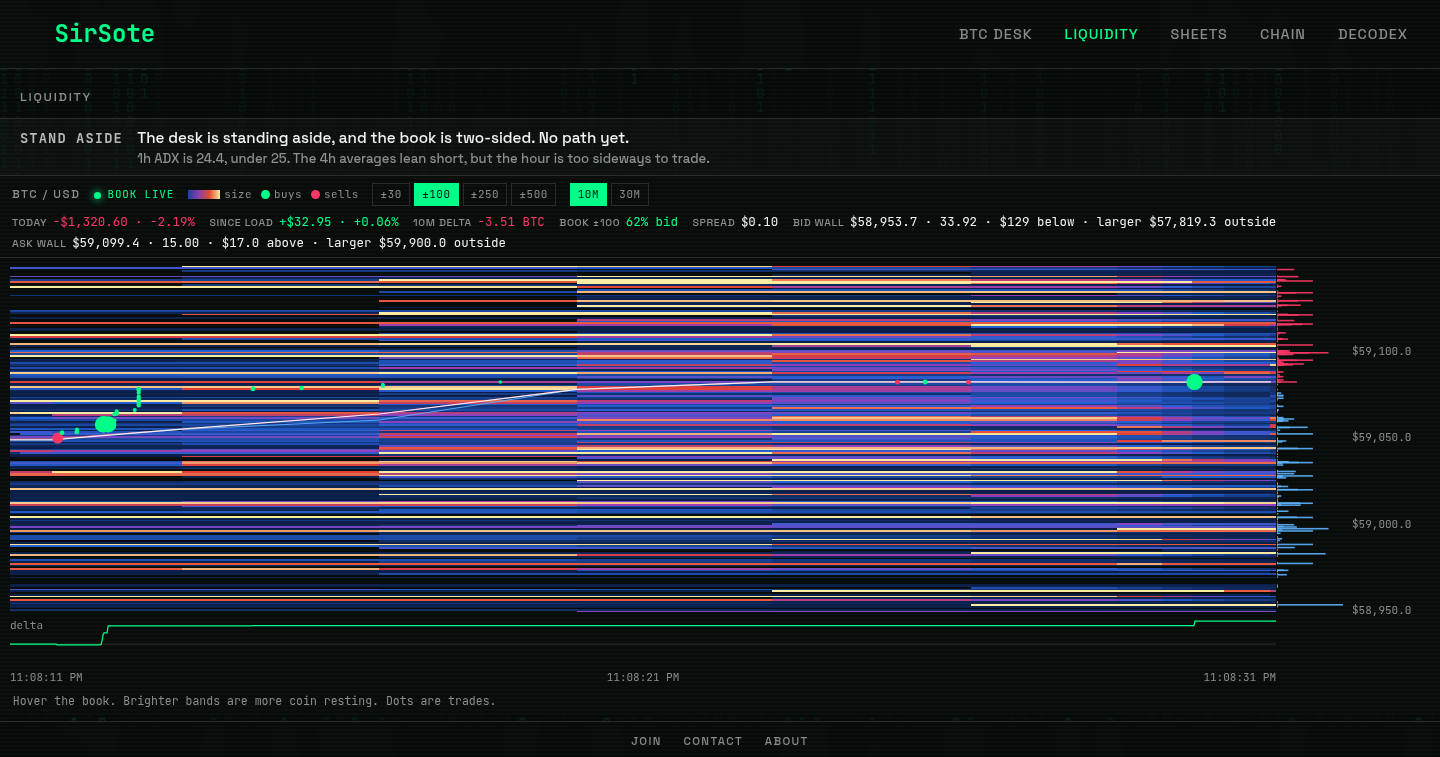 SirSote
BTC DESK LIQUIDITY SHEETS CHAIN DECODEX
LIQUIDITY
STAND ASIDE The desk is standing aside, and the book is two-sided. No path yet.
1h ADX is 24.4, under 25. The 4h averages lean short, but the hour is too sideways to trade.
BTC / USD BOOK LIVE size buys sells ±30 ±100 ±250 ±500 10M 30M
TODAY -$1,320.60 · -2.19% SINCE LOAD +$32.95 · +0.06% 10M DELTA -3.51 BTC BOOK ±100 62% bid SPREAD $0.10 BID WALL $58,953.7 · 33.92 · $129 below · larger $57,819.3 outside
ASK WALL $59,099.4 · 15.00 · $17.0 above · larger $59,900.0 outside
$59,100.0
$59,050.0
$59,000.0
$58,950.0
delta
11:08:11 PM 11:08:21 PM 11:08:31 PM
Hover the book. Brighter bands are more coin resting. Dots are trades.
JOIN CONTACT ABOUT